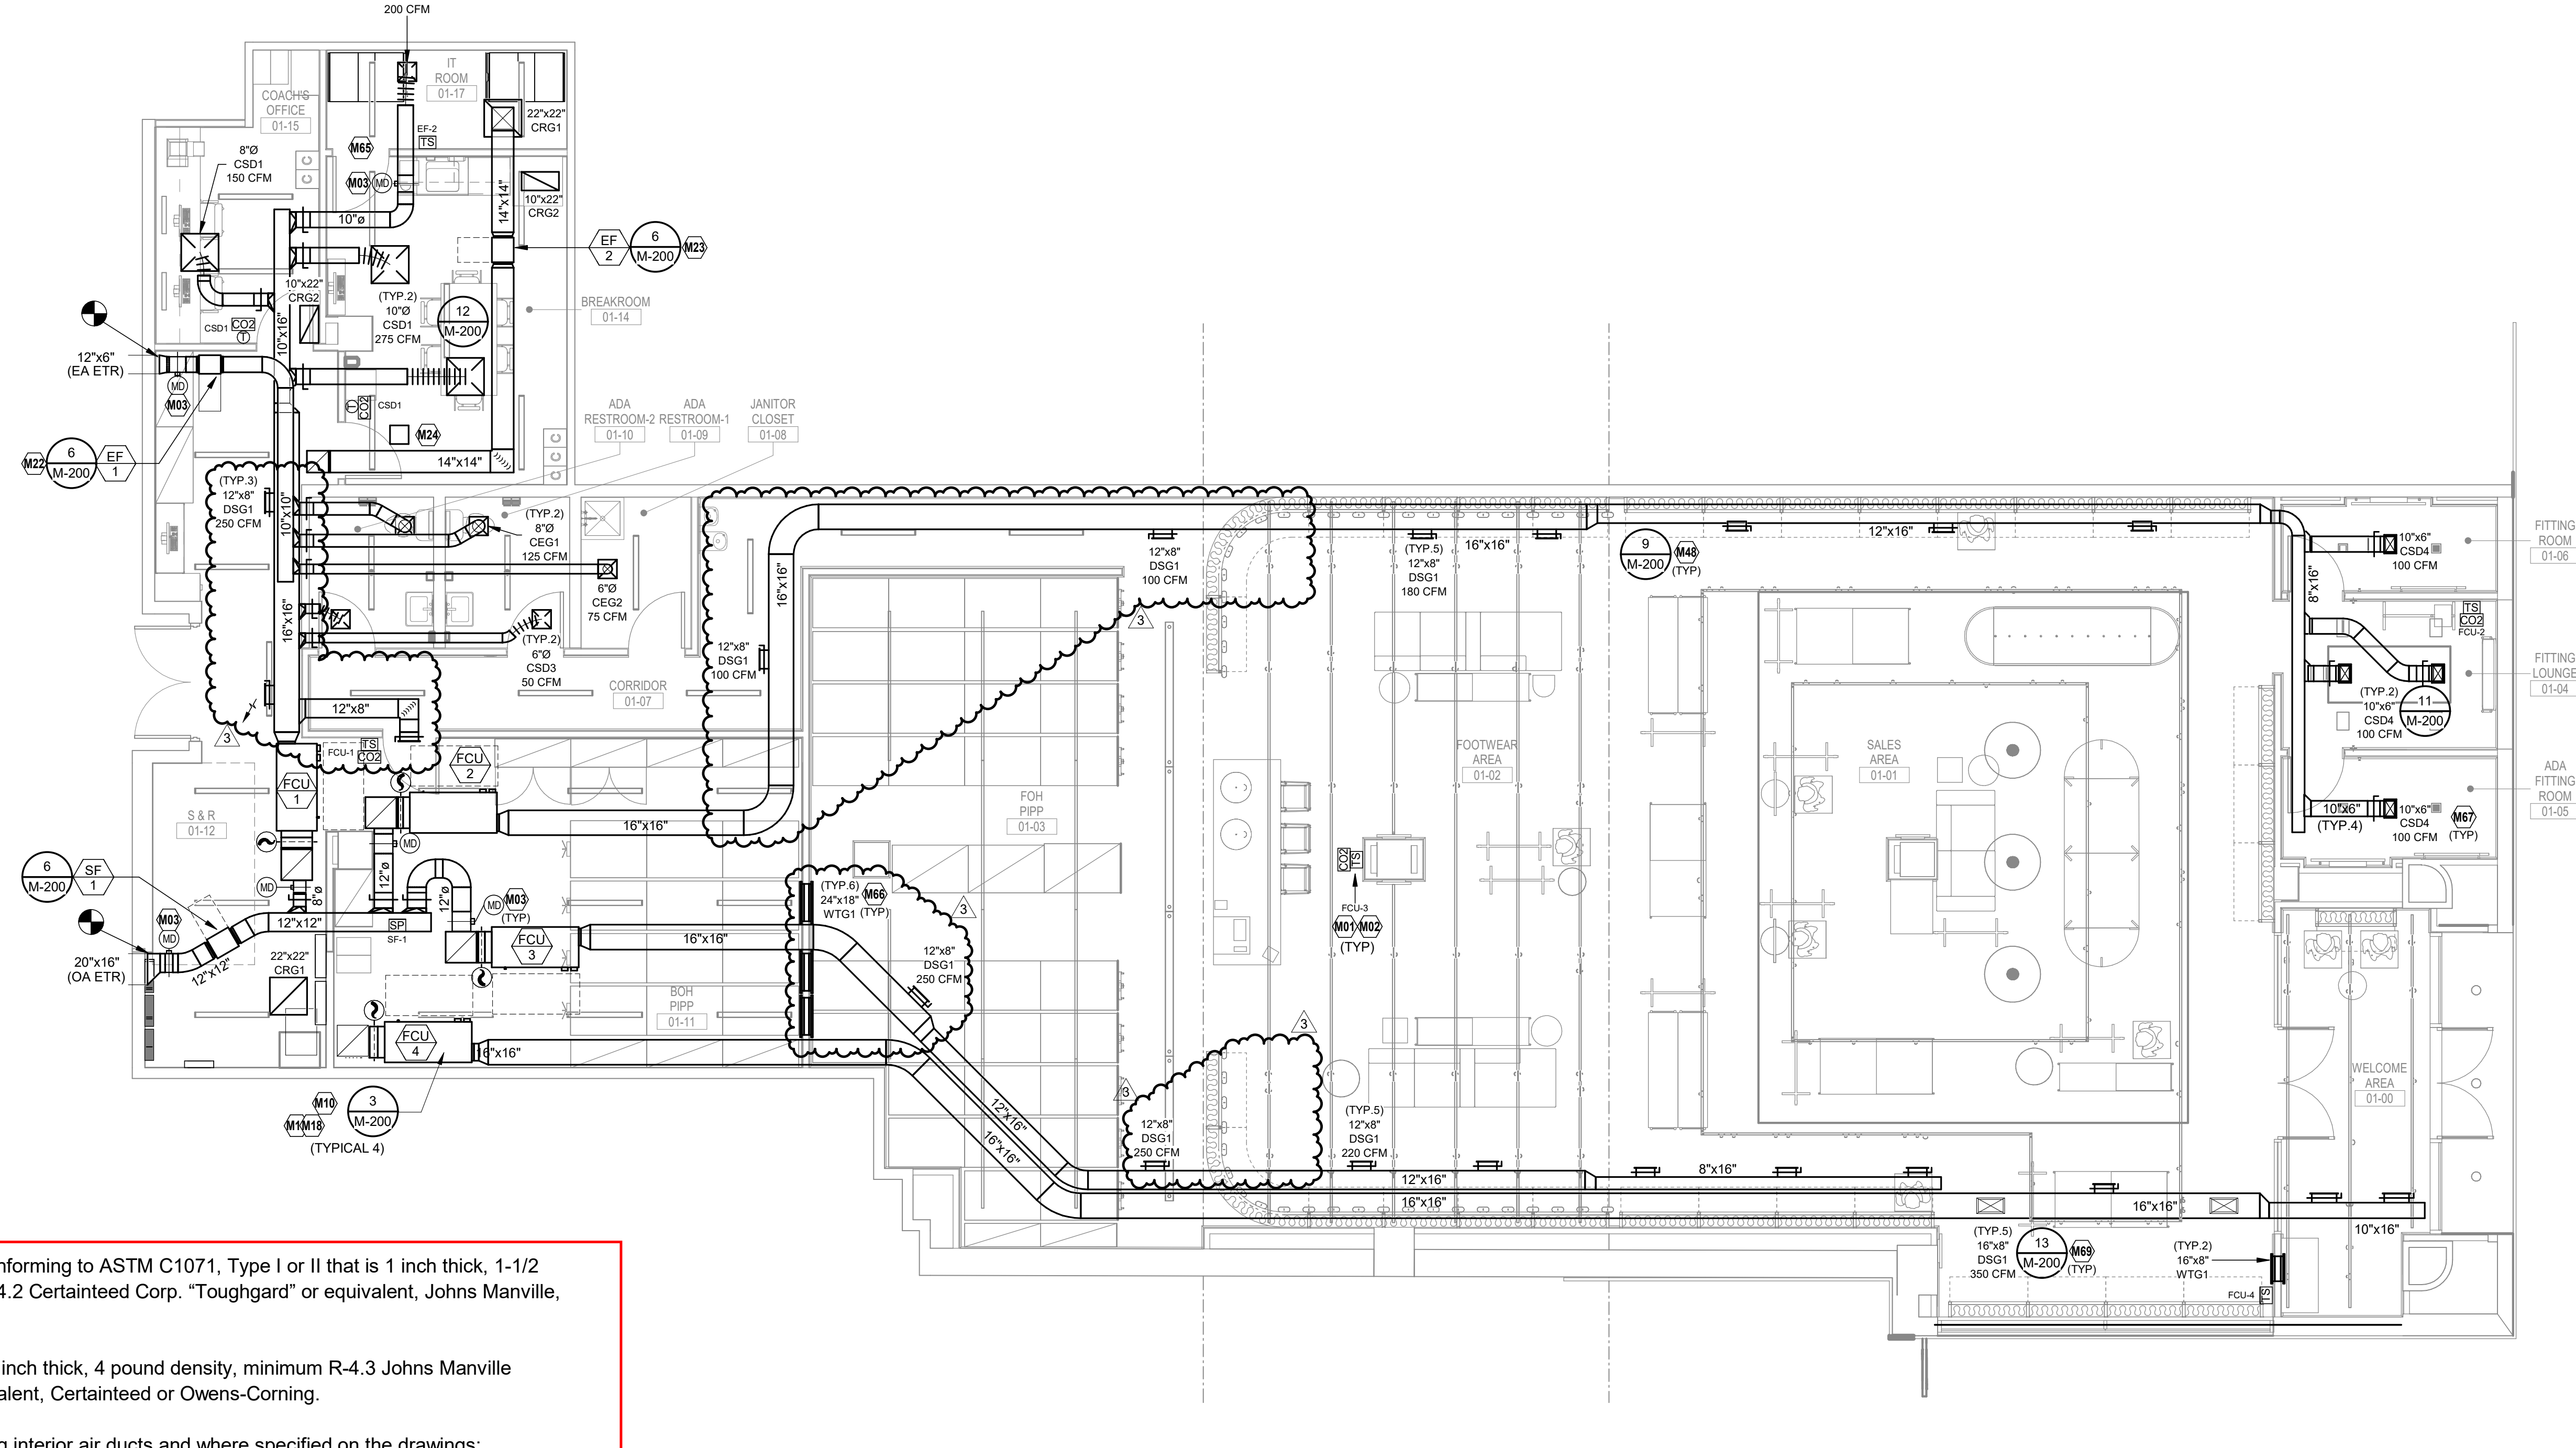 200 CFM
IT
ROOM
01-17
COACH'S
OFFICE
01-15
22"x22"
CRG1
EF-2
TS
8"Ø
CSD1
150 CFM
C
C
M65
M03
MD
14"x14"
10"x22"
CRG2
10"ø
EF
2
6
M-200
M23
10"x22"
CRG2
(TYP.2)
10"Ø
CSD1
275 CFM
12
M-200
BREAKROOM
01-14
CSD1
CO2
T
10"x16"
12"x6"
(EA ETR)
MD
M03
T
CO2
CSD1
M24
M22
6
M-200
EF
1
14"x14"
C
C
C
ADA
RESTROOM-2
01-10
ADA
RESTROOM-1
01-09
JANITOR
CLOSET
01-08
(TYP.3)
12"x8"
DSG1
250 CFM
10"x10"
(TYP.2)
8"Ø
CEG1
125 CFM
6"Ø
CEG2
75 CFM
16"x16"
(TYP.2)
6"Ø
CSD3
50 CFM
12"x8"
CORRIDOR
01-07
3
FCU-1
TS
CO2
FCU
1
FCU
2
S & R
01-12
16"x16"
16"x16"
12"x8"
DSG1
100 CFM
12"x8"
DSG1
100 CFM
3
(TYP.5)
12"x8"
DSG1
180 CFM
16"x16"
9
M-200
M48
(TYP)
12"x16"
8"x16"
10"x6"
CSD4
100 CFM
FITTING
ROOM
01-06
TS
CO2
FCU-2
FITTING
LOUNGE
01-04
(TYP.2)
10"x6"
CSD4
100 CFM
11
M-200
ADA
FITTING
ROOM
01-05
10"x6"
(TYP.4)
10"x6"
CSD4
100 CFM
M67
(TYP)
FOOTWEAR
AREA
01-02
SALES
AREA
01-01
FOH
PIPP
01-03
6
M-200
SF
1
MD
8"ø
12"ø
MD
12"ø
MD
M03
(TYP)
M03
MD
12"x12"
SP
SF-1
20"x16"
(OA ETR)
12"x12"
22"x22"
CRG1
FCU
3
16"x16"
BOH
PIPP
01-11
(TYP.6)
24"x18"
WTG1
M66
(TYP)
3
12"x8"
DSG1
250 CFM
CO2
TS
FCU-3
M01
M02
(TYP)
FCU
4
16"x16"
M10
M1
M18
3
M-200
(TYPICAL 4)
12"x16"
16"x16"
3
3
12"x8"
DSG1
250 CFM
(TYP.5)
12"x8"
DSG1
220 CFM
12"x16"
16"x16"
8"x16"
16"x16"
10"x16"
WELCOME
AREA
01-00
(TYP.5)
16"x8"
DSG1
350 CFM
13
M-200
M69
(TYP)
(TYP.2)
16"x8"
WTG1
FCU-4
TS
nforming to ASTM C1071, Type I or II that is 1 inch thick, 1-1/2
4.2 Certainteed Corp. “Toughgard” or equivalent, Johns Manville,
inch thick, 4 pound density, minimum R-4.3 Johns Manville
alent, Certainteed or Owens-Corning.
g interior air ducts and where specified on the drawings: